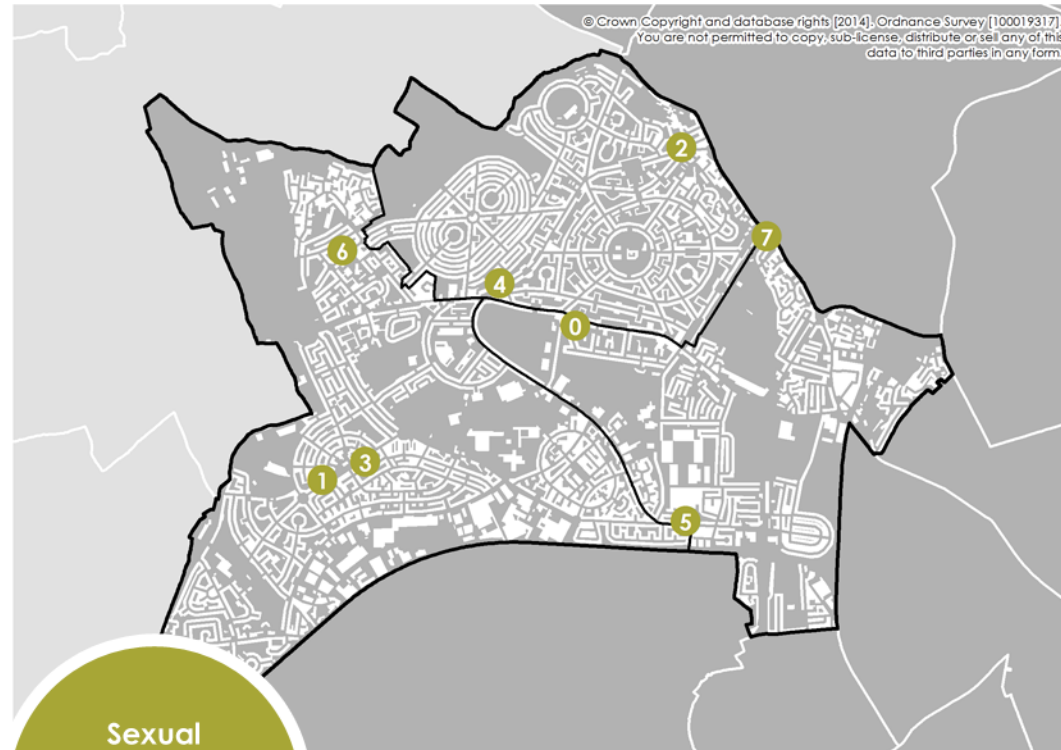 © Crown Copyright and database rights [2014]. Ordnance Survey [100019317].
You are not permitted to copy, sub-license, distribute or sell any of this
data to third parties in any form.
2
7
6
4
0
3
1
5
Sexual